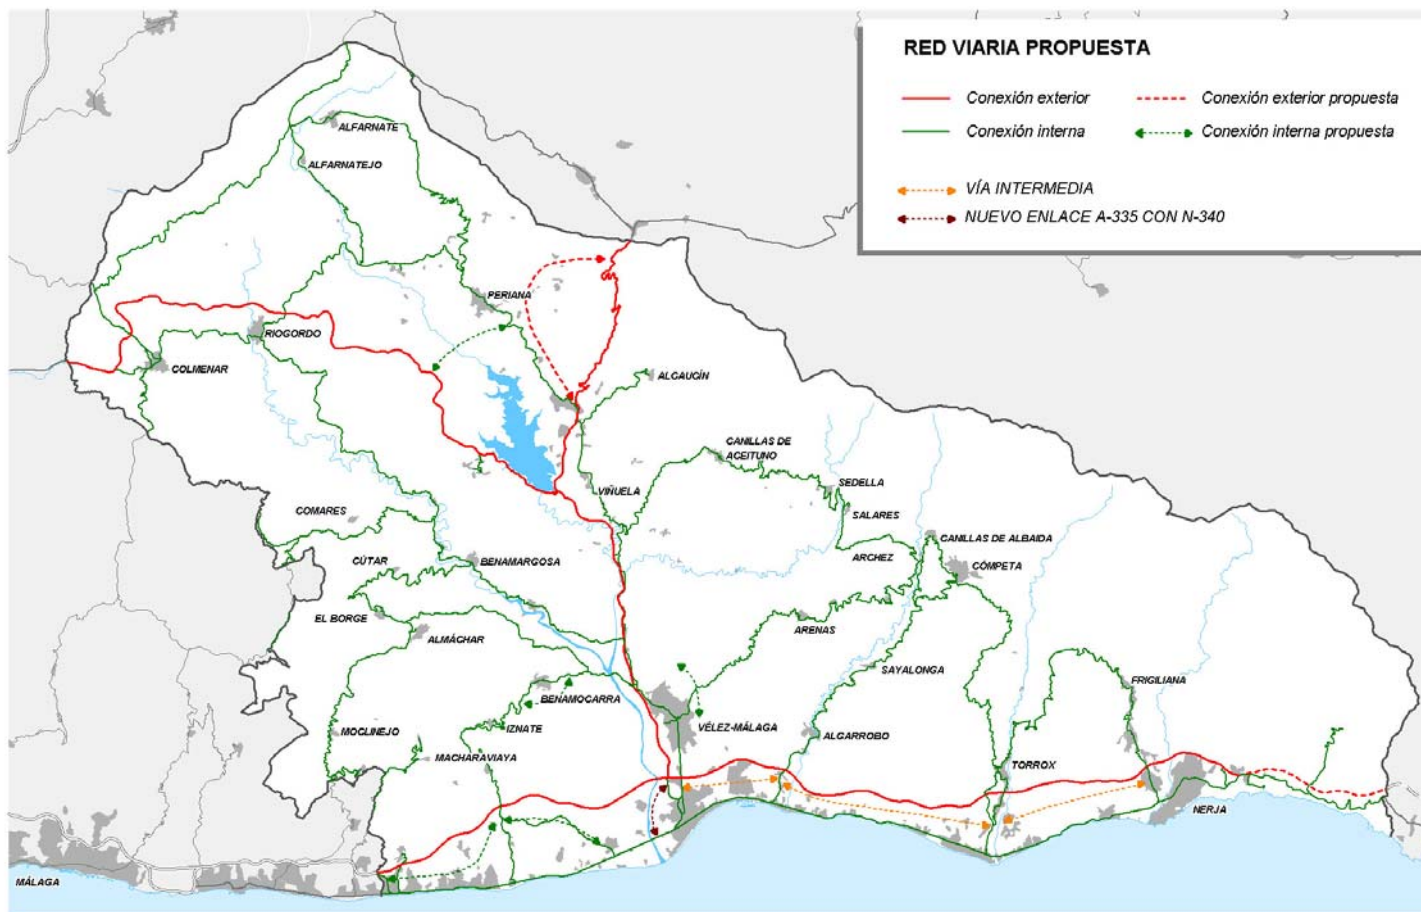 RED VIARIA PROPUESTA
Conexión exterior
Conexión exterior propuesta
Conexión interna
Conexión interna propuesta
VÍA INTERMEDIA
NUEVO ENLACE A-335 CON N-340
ALFARNATE
ALFARNATEJO
PERIANA
RIOGORDO
COLMENAR
ALCAUCÍN
CANILLAS DE
ACEITUNO
SEDELLA
VIÑUELA
SALARES
COMARES
CANILLAS DE ALBAIDA
ARCHEZ
CÚTAR
BENAMARGOSA
CÓMPETA
EL BORGE
ALMÁCHAR
ARENAS
SAYALONGA
FRIGILIANA
BENAMOCARRA
IZNATE
VÉLEZ-MÁLAGA
MOCLINEJO
ALGARROBO
MACHARAVIAYA
TORROX
NERJA
MÁLAGA